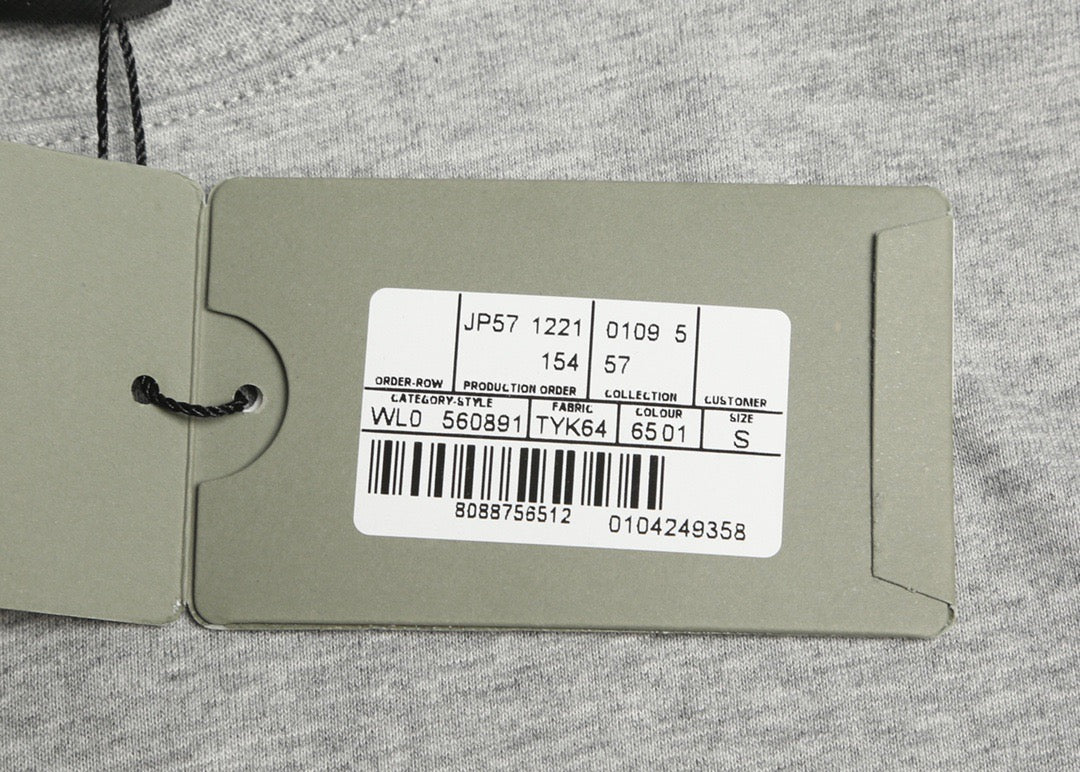 JP57 1221 0109 5
154 57
ORDER-ROW PRODUCTION ORDER COLLECTION CUSTOMER
CATEGORY-STYLE FABRIC COLOUR SIZE
WL0 560891 TYK64 6501 S
8088756512 0104249358